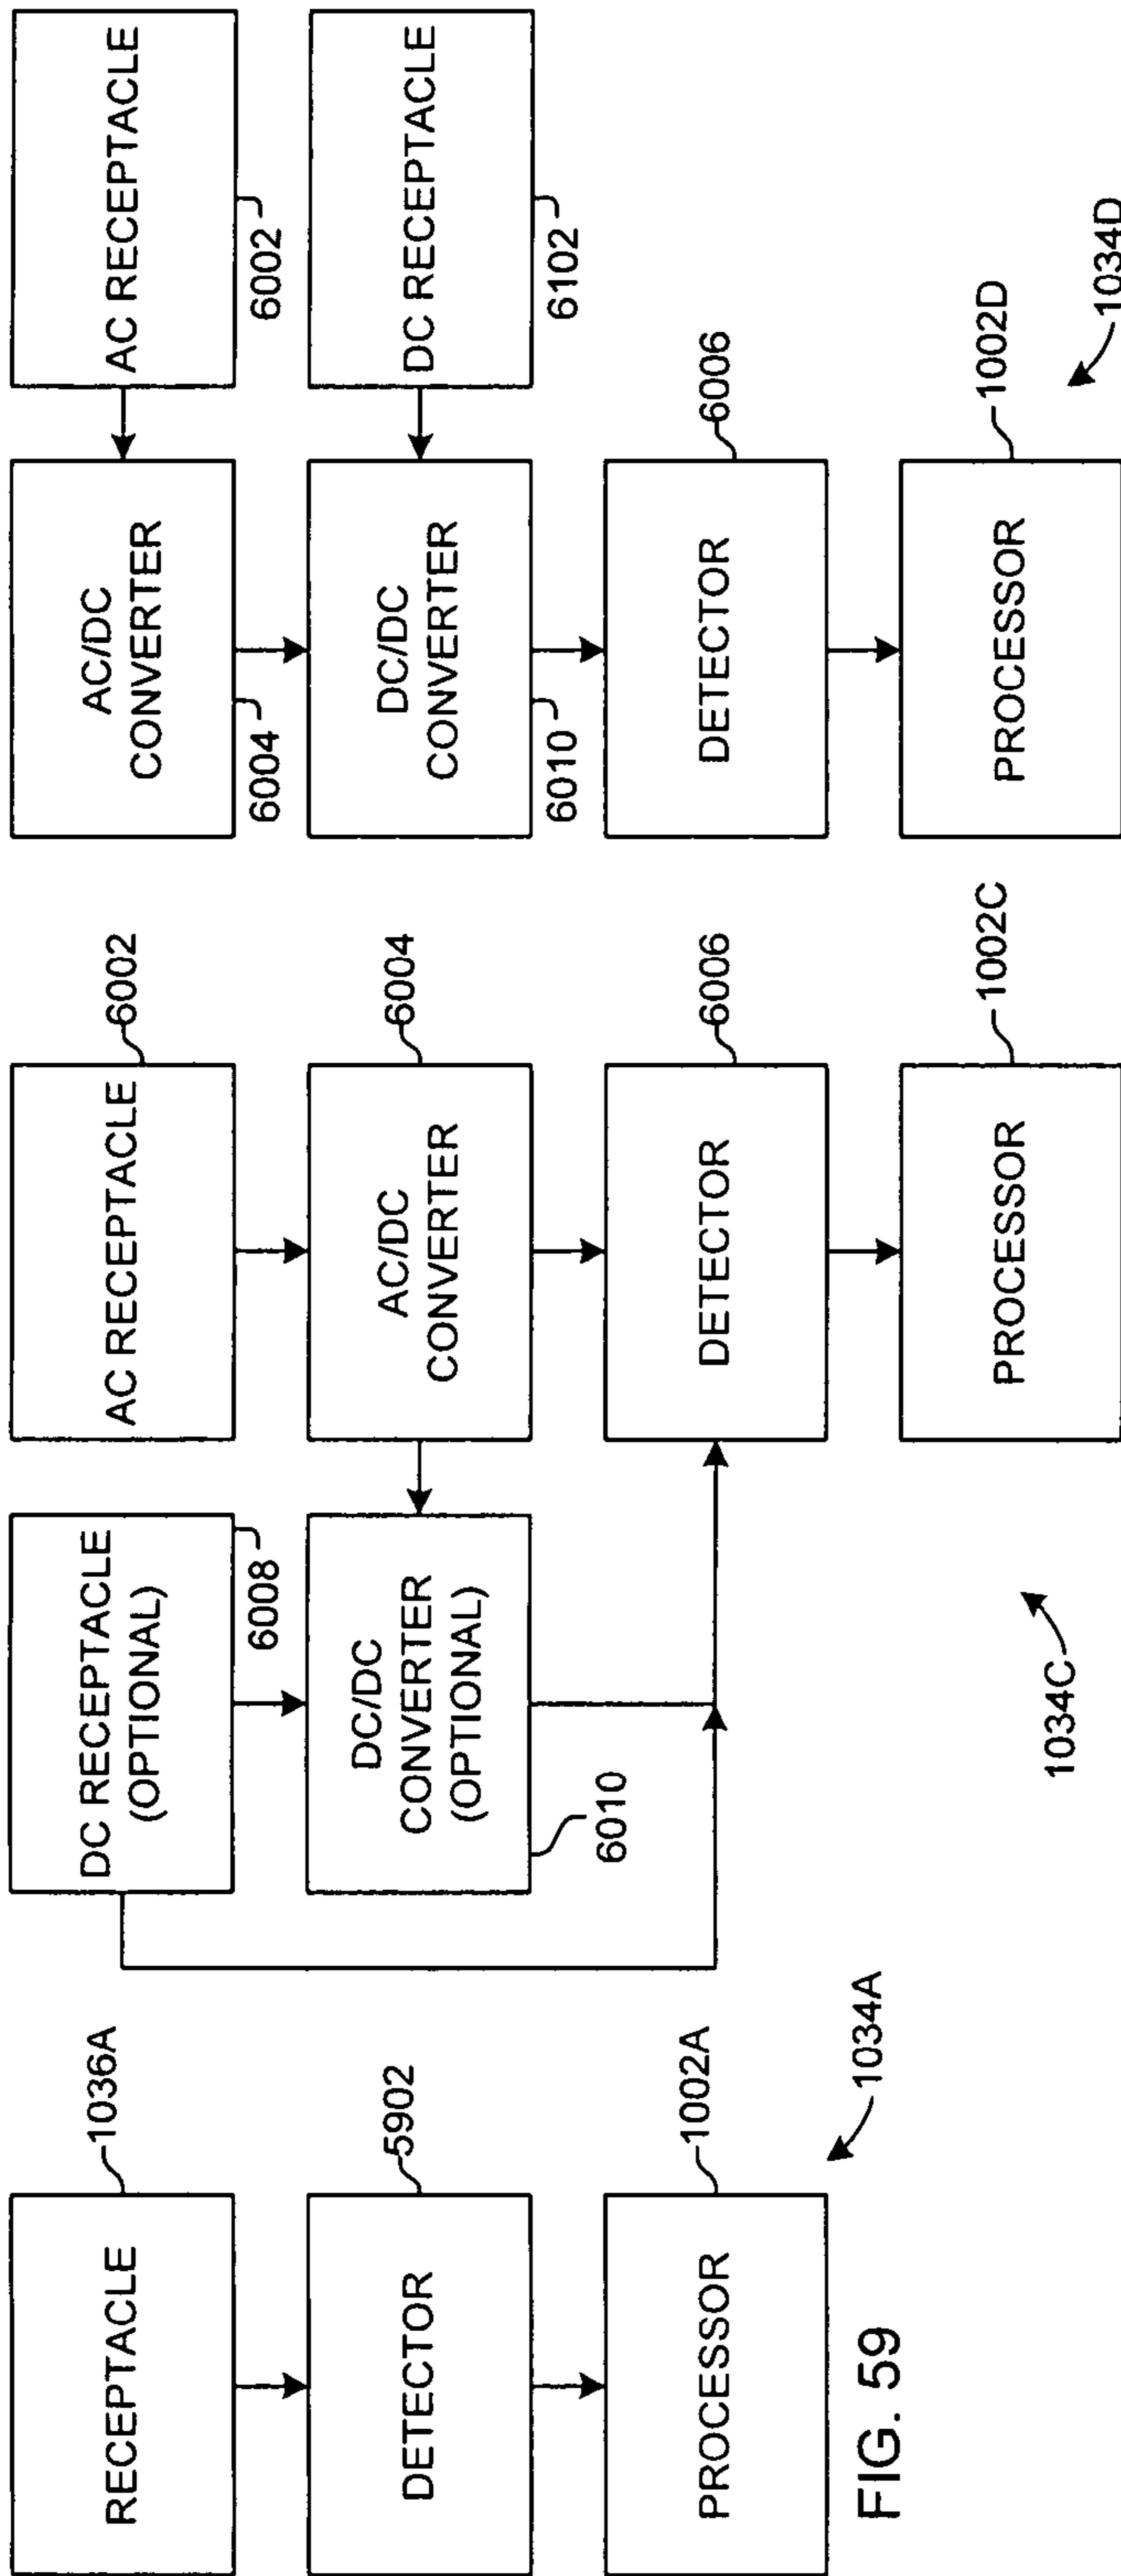 RECEPTACLE
1036A
DETECTOR
5902
PROCESSOR
1002A
1034A
FIG. 59
DC RECEPTACLE
(OPTIONAL)
6008
DC/DC
CONVERTER
(OPTIONAL)
6010
AC RECEPTACLE
6002
AC/DC
CONVERTER
6004
DETECTOR
6006
PROCESSOR
1002C
1034C
AC/DC
CONVERTER
6004
AC RECEPTACLE
6002
DC/DC
CONVERTER
6010
DC RECEPTACLE
6102
DETECTOR
6006
PROCESSOR
1002D
1034D